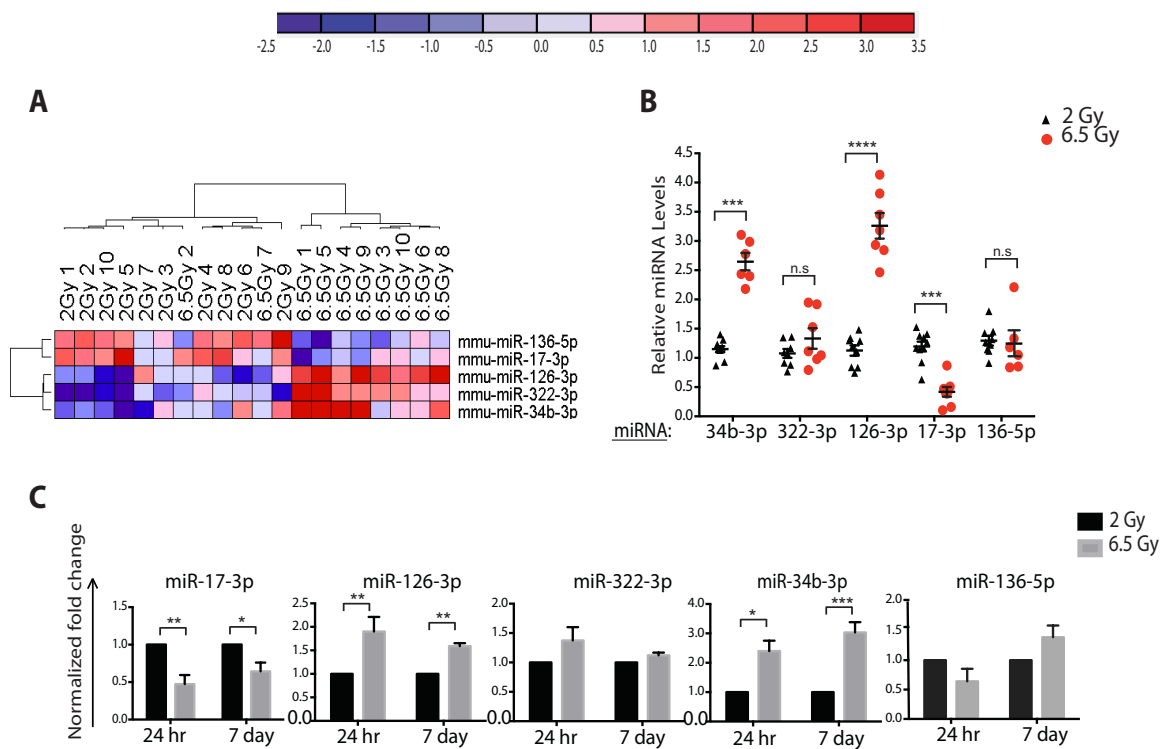 -2.5 -2.0 -1.5 -1.0 -0.5 0.0 0.5 1.0 1.5 2.0 2.5 3.0 3.5
A
2Gy 1
2Gy 2
2Gy 10
2Gy 5
2Gy 7
2Gy 3
6.5Gy 2
2Gy 4
2Gy 8
2Gy 6
6.5Gy 7
2Gy 9
6.5Gy 1
6.5Gy 5
6.5Gy 4
6.5Gy 9
6.5Gy 3
6.5Gy 10
6.5Gy 6
6.5Gy 8
mmu-miR-136-5p
mmu-miR-17-3p
mmu-miR-126-3p
mmu-miR-322-3p
mmu-miR-34b-3p
B
2 Gy
6.5 Gy
Relative miRNA Levels
4.5
4.0
3.5
3.0
2.5
2.0
1.5
1.0
0.5
0.0
***
n.s
****
***
n.s
miRNA: 34b-3p 322-3p 126-3p 17-3p 136-5p
C
2 Gy
6.5 Gy
Normalized fold change
miR-17-3p
1.5
1.0
0.5
0.0
** *
24 hr 7 day
miR-126-3p
2.5
2.0
1.5
1.0
0.5
0.0
** **
24 hr 7 day
miR-322-3p
2.0
1.5
1.0
0.5
0.0
24 hr 7 day
miR-34b-3p
4.0
3.0
2.0
1.0
0.0
* ***
24 hr 7 day
miR-136-5p
2.0
1.5
1.0
0.5
0.0
24 hr 7 day